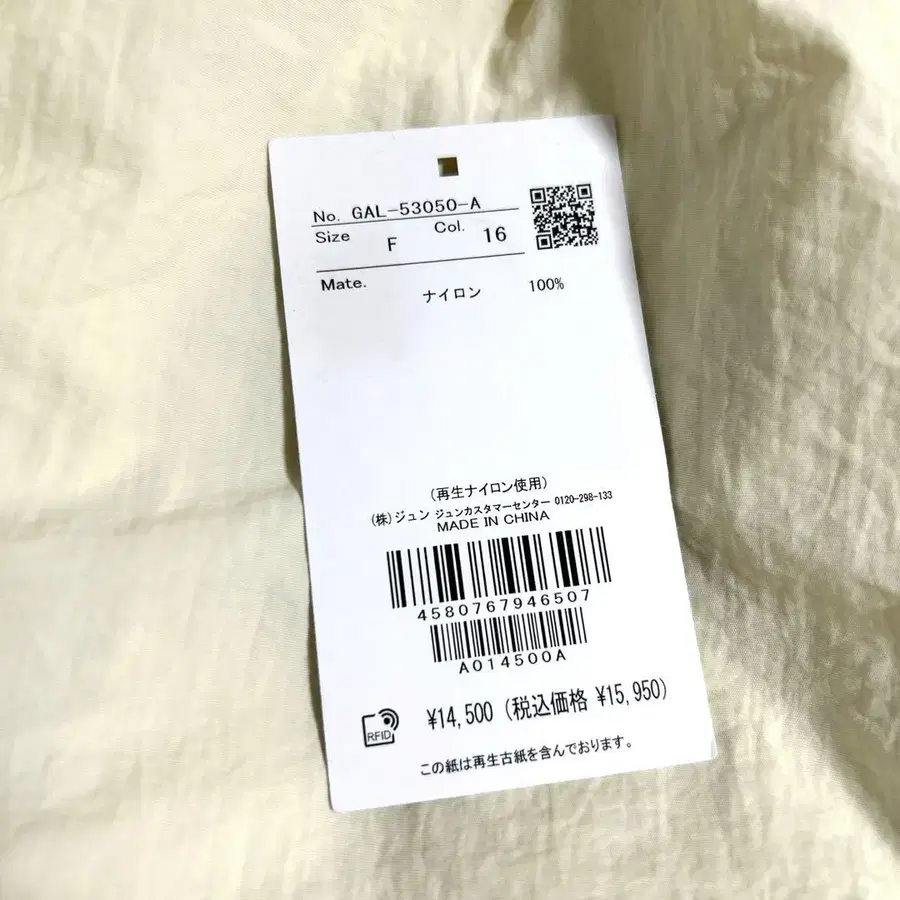 No. GAL-53050-A
Size F Col. 16
Mate.
ナイロン 100%
(再生ナイロン使用)
(株)ジュン ジュンカスタマーセンター 0120-298-133
MADE IN CHINA
4580767946507
A014500A
RFID
¥14,500 (税込価格 ¥15,950)
この紙は再生古紙を含んでおります。